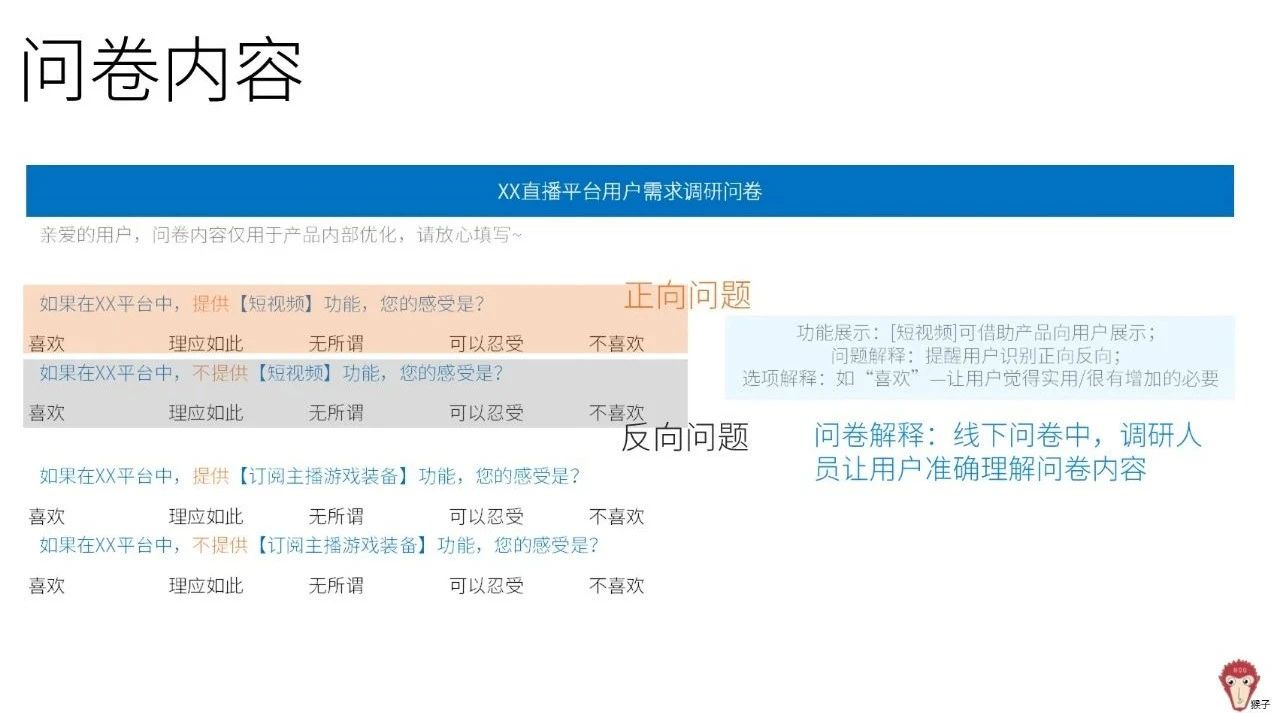 问卷内容
XX直播平台用户需求调研问卷
亲爱的用户，问卷内容仅用于产品内部优化，请放心填写~
如果在XX平台中，提供【短视频】功能，您的感受是？
正向问题
喜欢 理应如此 无所谓 可以忍受 不喜欢
如果在XX平台中，不提供【短视频】功能，您的感受是？
喜欢 理应如此 无所谓 可以忍受 不喜欢
反向问题
功能展示：[短视频]可借助产品向用户展示；
问题解释：提醒用户识别正向反向；
选项解释：如“喜欢”—让用户觉得实用/很有增加的必要
问卷解释：线下问卷中，调研人
员让用户准确理解问卷内容
如果在XX平台中，提供【订阅主播游戏装备】功能，您的感受是？
喜欢 理应如此 无所谓 可以忍受 不喜欢
如果在XX平台中，不提供【订阅主播游戏装备】功能，您的感受是？
喜欢 理应如此 无所谓 可以忍受 不喜欢
猴子